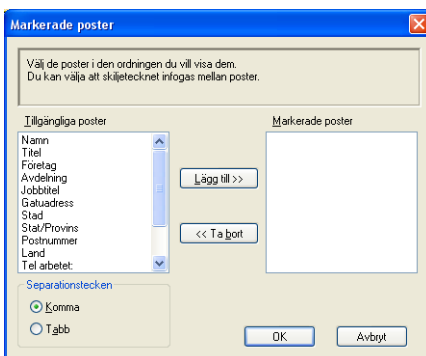 Markerade poster
Välj de poster i den ordningen du vill visa dem.
Du kan välja att skiljetecknet infogas mellan poster.
Tillgängliga poster
Markerade poster
Namn
Titel
Företag
Avdelning
Jobbtitel
Gatuadress
Stad
Stat/Provins
Postnummer
Land
Tel arbetet:
Lägg till >>
<< Ta bort
Separationstecken
Komma
Tabb
OK
Avbryt